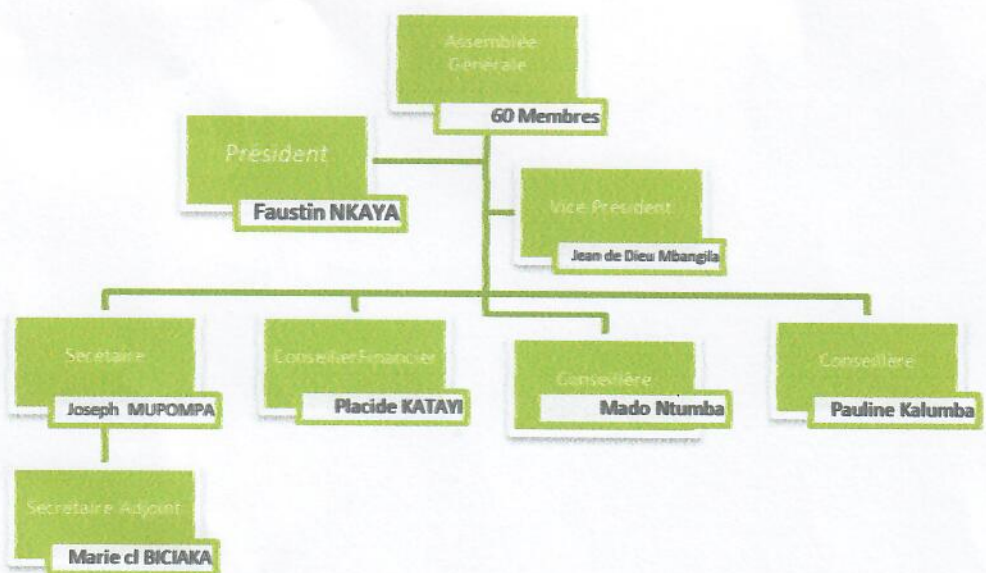 Assemblée
Générale
60 Membres
Président
Faustin NKAYA
Vice Président
Jean de Dieu Mbangila
Secétaire
Joseph MUPOMPA
Conseiller Financier
Placide KATAYI
Conseillère
Mado Ntumba
Conseillère
Pauline Kalumba
Secrétaire Adjoint
Marie cl BICIAKA